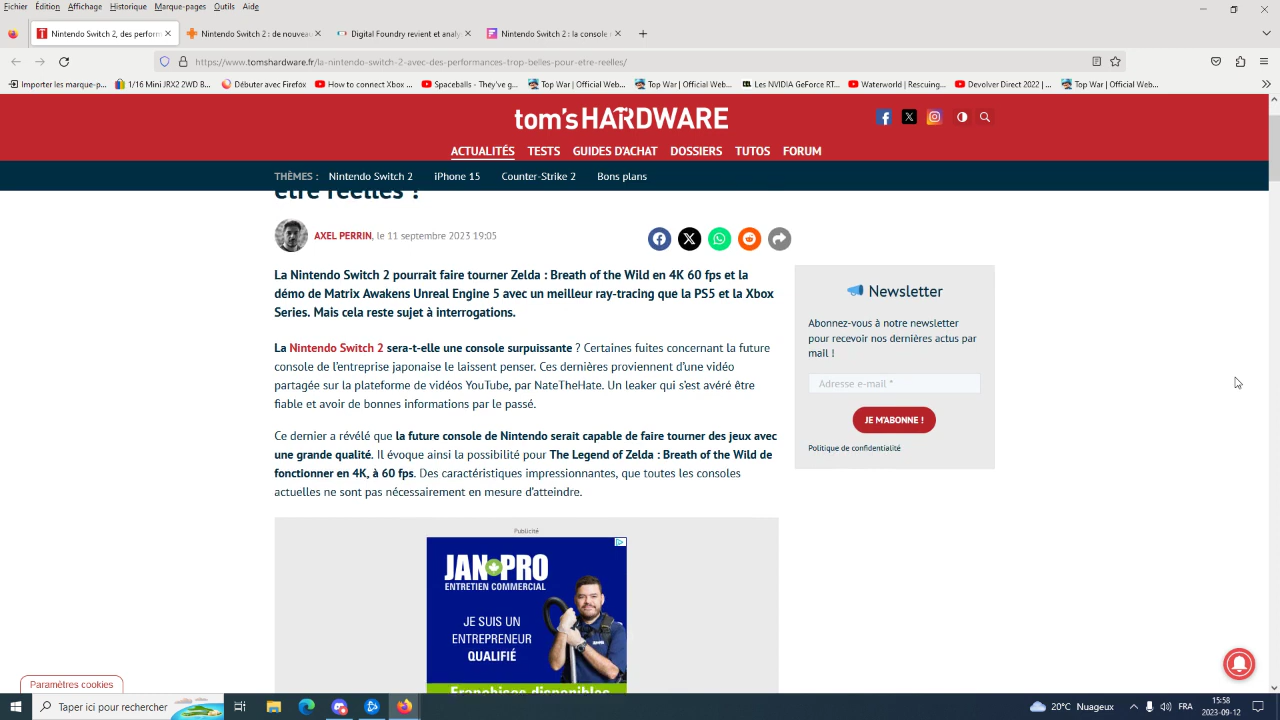 Fichier Édition Affichage Historique Marque-pages Outils Aide
Nintendo Switch 2, des perform
Nintendo Switch 2 : de nouveau
Digital Foundry revient et analy
Nintendo Switch 2 : la console
https://www.tomshardware.fr/la-nintendo-switch-2-avec-des-performances-trop-belles-pour-etre-reelles/
Importer les marque-p...
1/16 Mini JRX2 2WD...
Débuter avec Firefox
How to Connect HDMI ...
Spaceballs - They've g...
Top War | Official Web...
Top War | Official Web...
Les NVIDIA GeForce RT...
Waterworld | Rescuing...
Devolver Direct 2022 |...
Top War | Official Web...
tom's HARDWARE
ACTUALITÉS TESTS GUIDES D'ACHAT DOSSIERS TUTOS FORUM
THÈMES : Nintendo Switch 2 iPhone 15 Counter-Strike 2 Bons plans
être réelles !
AXEL PERRIN, le 11 septembre 2023 19:05
La Nintendo Switch 2 pourrait faire tourner Zelda : Breath of the Wild en 4K 60 fps et la
démo de Matrix Awakens Unreal Engine 5 avec un meilleur ray-tracing que la PS5 et la Xbox
Series. Mais cela reste sujet à interrogations.
La Nintendo Switch 2 sera-t-elle une console surpuissante ? Certaines fuites concernant la future
console de l'entreprise japonaise le laissent penser. Ces dernières proviennent d'une vidéo
partagée sur la plateforme de vidéos YouTube, par NateTheHate. Un leaker qui s'est avéré être
fiable et avoir de bonnes informations par le passé.
Ce dernier a révélé que la future console de Nintendo serait capable de faire tourner des jeux avec
une grande qualité. Il évoque ainsi la possibilité pour The Legend of Zelda : Breath of the Wild de
fonctionner en 4K, à 60 fps. Des caractéristiques impressionnantes, que toutes les consoles
actuelles ne sont pas nécessairement en mesure d'atteindre.
Newsletter
Abonnez-vous à notre newsletter
pour recevoir nos dernières actus par
mail !
Adresse e-mail *
JE M'ABONNE !
Politique de confidentialité
Publicité
JAN-PRO
ENTRETIEN COMMERCIAL
JE SUIS UN
ENTREPRENEUR
QUALIFIÉ
Franchise disponibles
Paramètres cookies
Taper ici pour rechercher
20°C Nuageux
FRA
15:58
2023-09-12